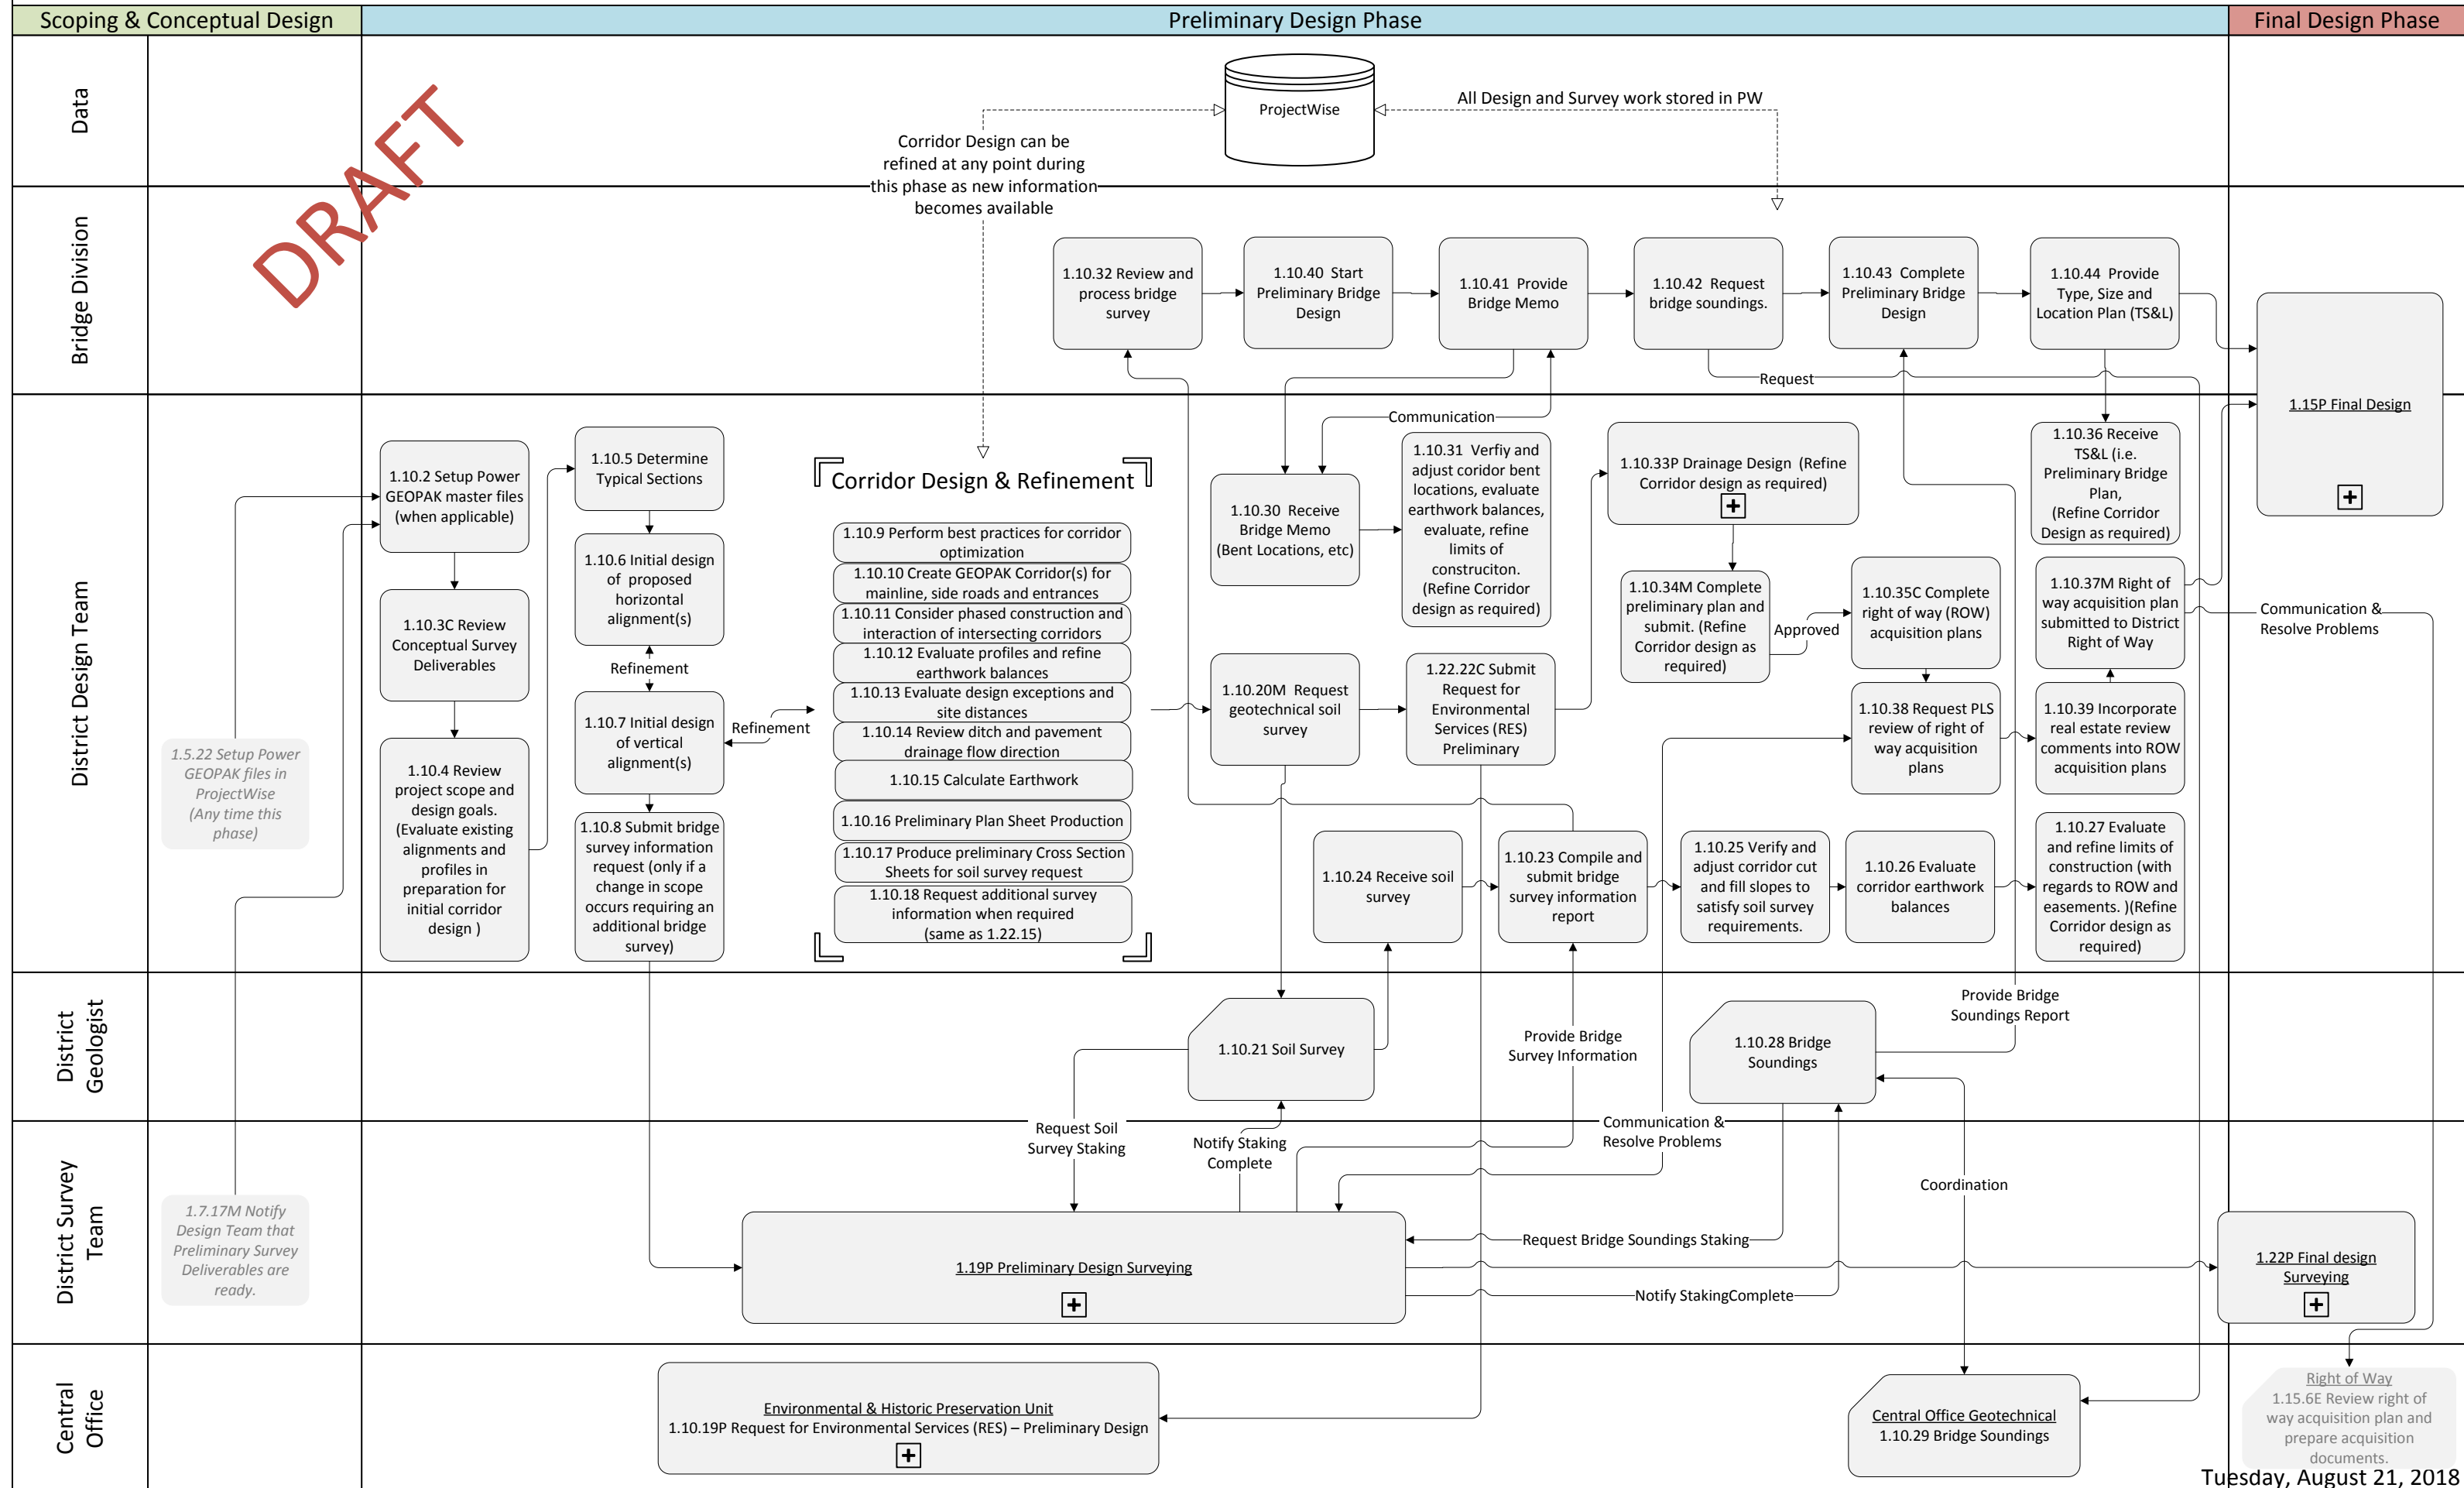 Scoping & Conceptual Design
Preliminary Design Phase
Final Design Phase
Data
ProjectWise
All Design and Survey work stored in PW
Corridor Design can be
refined at any point during
this phase as new information
becomes available
DRAFT
Bridge Division
1.10.32 Review and
process bridge
survey
1.10.40 Start
Preliminary Bridge
Design
1.10.41 Provide
Bridge Memo
1.10.42 Request
bridge soundings.
1.10.43 Complete
Preliminary Bridge
Design
1.10.44 Provide
Type, Size and
Location Plan (TS&L)
Request
1.15P Final Design
Communication
District Design Team
1.5.22 Setup Power
GEOPAK files in
ProjectWise
(Any time this
phase)
1.10.2 Setup Power
GEOPAK master files
(when applicable)
1.10.3C Review
Conceptual Survey
Deliverables
1.10.4 Review
project scope and
design goals.
(Evaluate existing
alignments and
profiles in
preparation for
initial corridor
design )
1.10.5 Determine
Typical Sections
1.10.6 Initial design
of proposed
horizontal
alignment(s)
Refinement
1.10.7 Initial design
of vertical
alignment(s)
Refinement
1.10.8 Submit bridge
survey information
request (only if a
change in scope
occurs requiring an
additional bridge
survey)
Corridor Design & Refinement
1.10.9 Perform best practices for corridor
optimization
1.10.10 Create GEOPAK Corridor(s) for
mainline, side roads and entrances
1.10.11 Consider phased construction and
interaction of intersecting corridors
1.10.12 Evaluate profiles and refine
earthwork balances
1.10.13 Evaluate design exceptions and
site distances
1.10.14 Review ditch and pavement
drainage flow direction
1.10.15 Calculate Earthwork
1.10.16 Preliminary Plan Sheet Production
1.10.17 Produce preliminary Cross Section
Sheets for soil survey request
1.10.18 Request additional survey
information when required
(same as 1.22.15)
1.10.30 Receive
Bridge Memo
(Bent Locations, etc)
1.10.31 Verfiy and
adjust coridor bent
locations, evaluate
earthwork balances,
evaluate, refine
limits of
construciton.
(Refine Corridor
design as required)
1.10.33P Drainage Design (Refine
Corridor design as required)
1.10.34M Complete
preliminary plan and
submit. (Refine
Corridor design as
required)
Approved
1.10.35C Complete
right of way (ROW)
acquisition plans
1.10.36 Receive
TS&L (i.e.
Preliminary Bridge
Plan,
(Refine Corridor
Design as required)
1.10.37M Right of
way acquisition plan
submitted to District
Right of Way
Communication &
Resolve Problems
1.10.20M Request
geotechnical soil
survey
1.22.22C Submit
Request for
Environmental
Services (RES)
Preliminary
1.10.38 Request PLS
review of right of
way acquisition
plans
1.10.39 Incorporate
real estate review
comments into ROW
acquisition plans
1.10.24 Receive soil
survey
1.10.23 Compile and
submit bridge
survey information
report
1.10.25 Verify and
adjust corridor cut
and fill slopes to
satisfy soil survey
requirements.
1.10.26 Evaluate
corridor earthwork
balances
1.10.27 Evaluate
and refine limits of
construction (with
regards to ROW and
easements. )(Refine
Corridor design as
required)
District
Geologist
1.10.21 Soil Survey
Provide Bridge
Survey Information
1.10.28 Bridge
Soundings
Provide Bridge
Soundings Report
Request Soil
Survey Staking
Notify Staking
Complete
Communication &
Resolve Problems
Coordination
District Survey
Team
1.7.17M Notify
Design Team that
Preliminary Survey
Deliverables are
ready.
1.19P Preliminary Design Surveying
Request Bridge Soundings Staking
Notify StakingComplete
1.22P Final design
Surveying
Central
Office
Environmental & Historic Preservation Unit
1.10.19P Request for Environmental Services (RES) – Preliminary Design
Central Office Geotechnical
1.10.29 Bridge Soundings
Right of Way
1.15.6E Review right of
way acquisition plan and
prepare acquisition
documents.
Tuesday, August 21, 2018